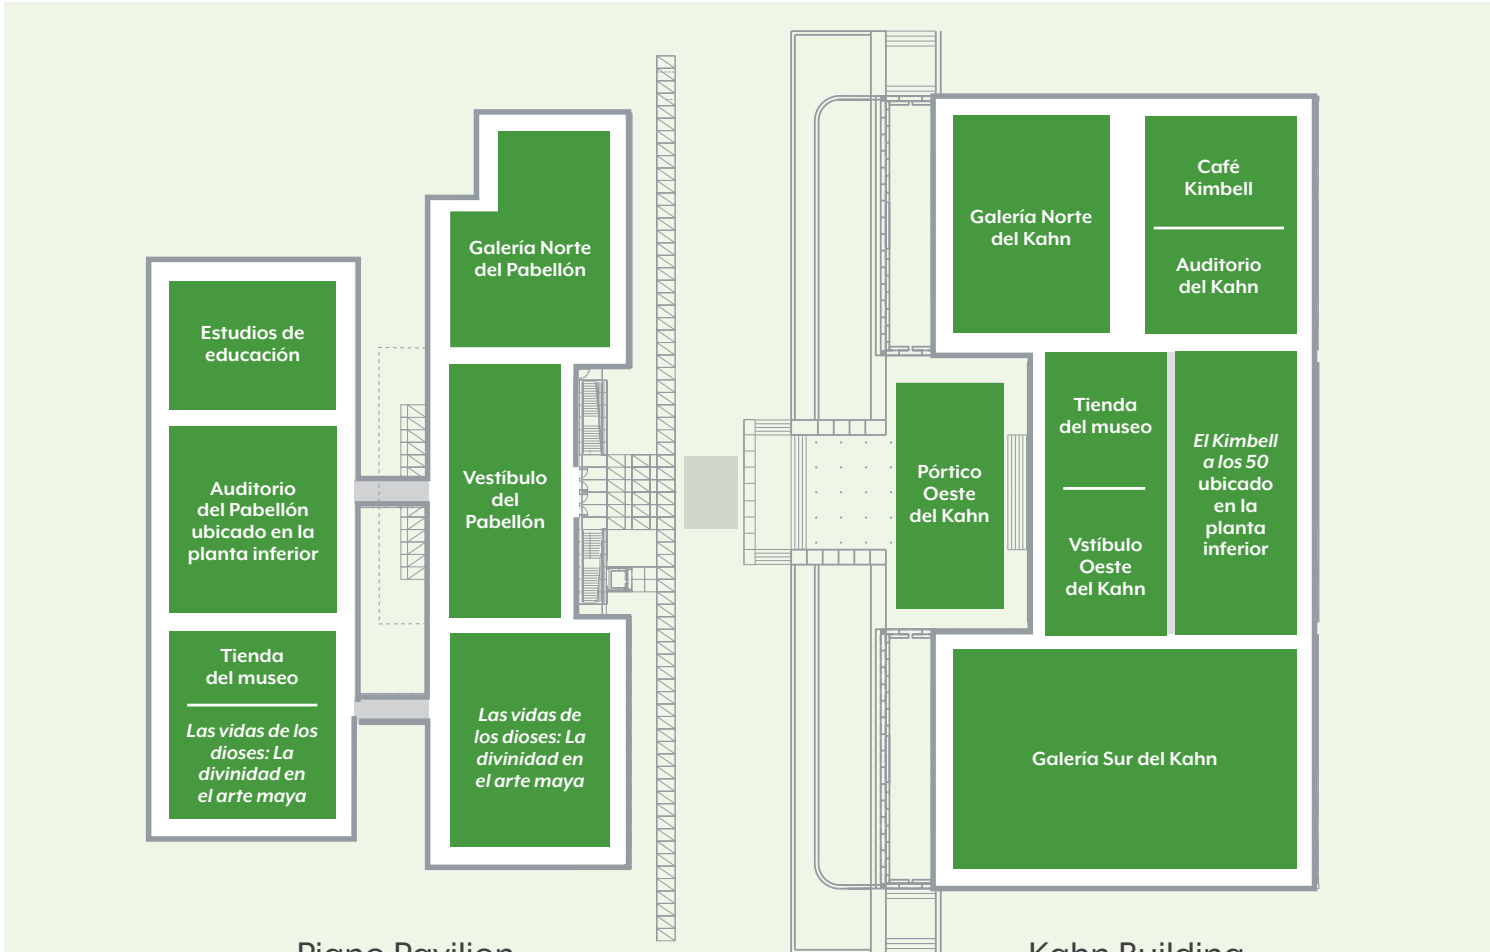 Galería Norte
del Pabellón
Estudios de
educación
Auditorio
del Pabellón
ubicado en la
planta inferior
Vestíbulo
del
Pabellón
Tienda
del museo
Las vidas de los
dioses: La
divinidad en
el arte maya
Las vidas de
los dioses: La
divinidad en
el arte maya
Piano Pavilion
Galería Norte
del Kahn
Café
Kimbell
Auditorio
del Kahn
Pórtico
Oeste
del Kahn
Tienda
del museo
Vstíbulo
Oeste
del Kahn
El Kimbell
a los 50
ubicado
en la
planta
inferior
Galería Sur del Kahn
Kahn Building